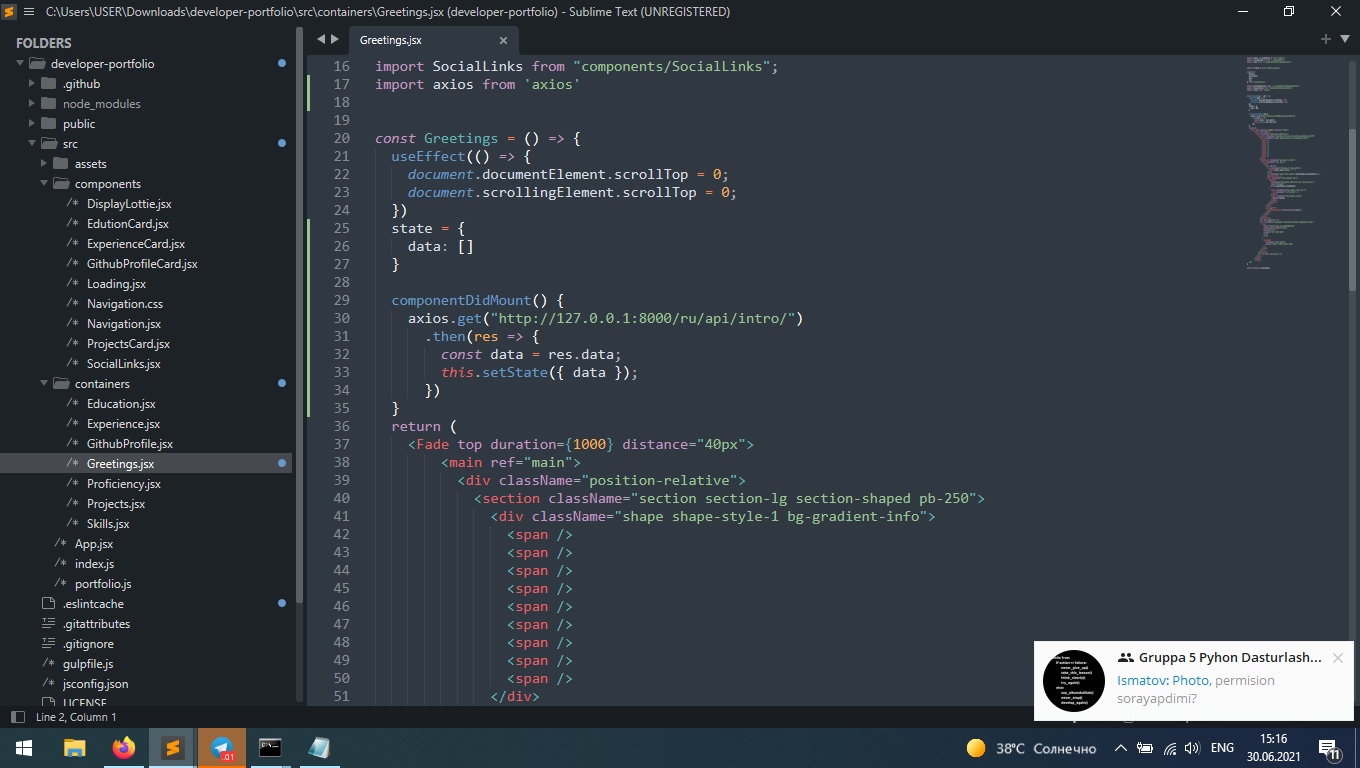 C:\Users\USER\Downloads\developer-portfolio\src\containers\Greetings.jsx (developer-portfolio) - Sublime Text (UNREGISTERED)
FOLDERS
developer-portfolio
.github
node_modules
public
src
assets
components
/* DisplayLottie.jsx
/* EdutionCard.jsx
/* ExperienceCard.jsx
/* GithubProfileCard.jsx
/* Loading.jsx
/* Navigation.css
/* Navigation.jsx
/* ProjectsCard.jsx
/* SocialLinks.jsx
containers
/* Education.jsx
/* Experience.jsx
/* GithubProfile.jsx
/* Greetings.jsx
/* Proficiency.jsx
/* Projects.jsx
/* Skills.jsx
/* App.jsx
/* index.js
/* portfolio.js
.eslintcache
.gitattributes
.gitignore
/* gulpfile.js
/* jsconfig.json
LICENSE
Greetings.jsx
16 import SocialLinks from "components/SocialLinks";
17 import axios from 'axios'
18
19
20 const Greetings = () => {
21 useEffect(() => {
22 document.documentElement.scrollTop = 0;
23 document.scrollingElement.scrollTop = 0;
24 })
25 state = {
26 data: []
27 }
28
29 componentDidMount() {
30 axios.get("http://127.0.0.1:8000/ru/api/intro/")
31 .then(res => {
32 const data = res.data;
33 this.setState({ data });
34 })
35 }
36 return (
37 <Fade top duration={1000} distance="40px">
38 <main ref="main">
39 <div className="position-relative">
40 <section className="section section-lg section-shaped pb-250">
41 <div className="shape shape-style-1 bg-gradient-info">
42 <span />
43 <span />
44 <span />
45 <span />
46 <span />
47 <span />
48 <span />
49 <span />
50 <span />
51 </div>
Gruppa 5 Pyhon Dasturlash...
Ismatov: Photo, permision
sorayapdimi?
Line 2, Column 1
..01
38°C Солнечно
ENG
15:16
30.06.2021
11